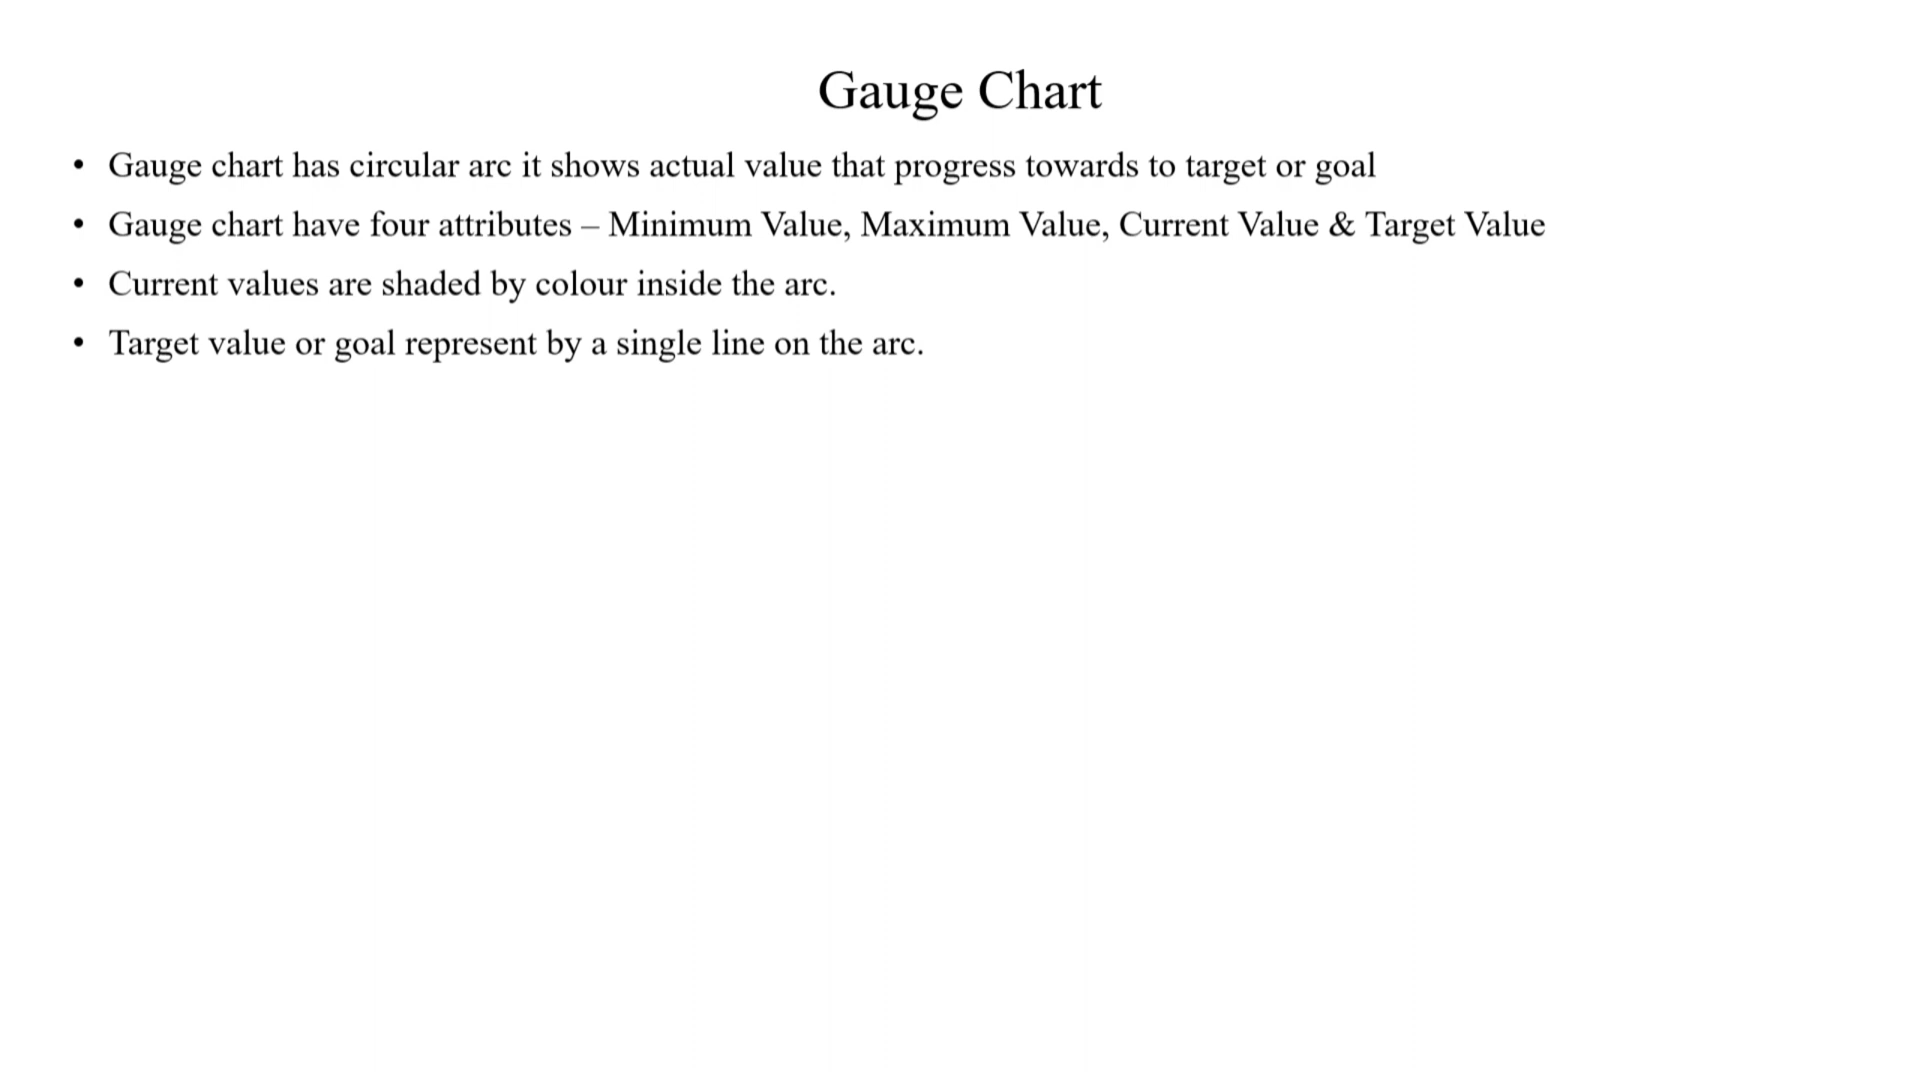 Gauge Chart
• Gauge chart has circular arc it shows actual value that progress towards to target or goal
• Gauge chart have four attributes – Minimum Value, Maximum Value, Current Value & Target Value
• Current values are shaded by colour inside the arc.
• Target value or goal represent by a single line on the arc.